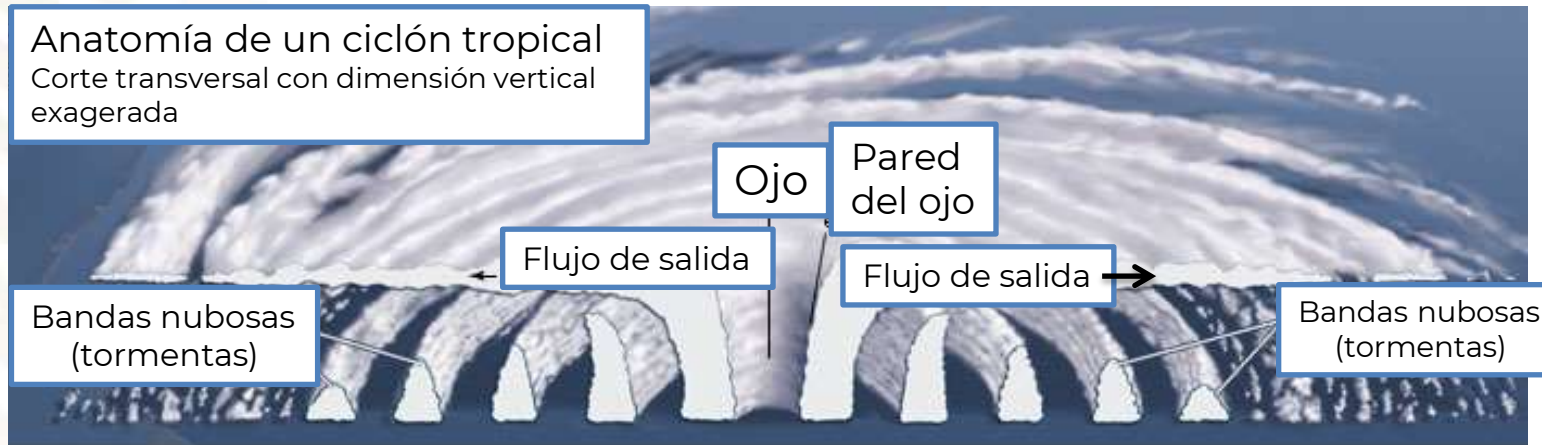 Anatomía de un ciclón tropical
Corte transversal con dimensión vertical
exagerada
Ojo
Pared
del ojo
Flujo de salida
Flujo de salida
Bandas nubosas
(tormentas)
Bandas nubosas
(tormentas)